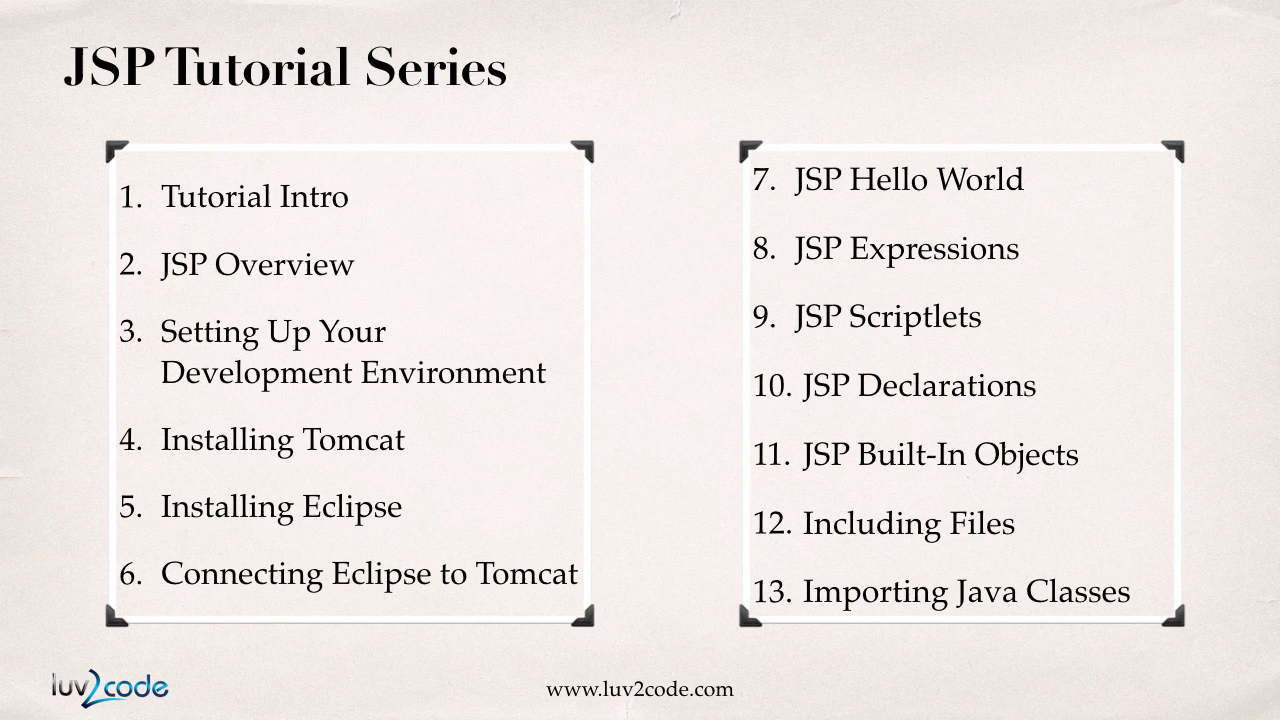 JSP Tutorial Series
1. Tutorial Intro
2. JSP Overview
3. Setting Up Your
Development Environment
4. Installing Tomcat
5. Installing Eclipse
6. Connecting Eclipse to Tomcat
7. JSP Hello World
8. JSP Expressions
9. JSP Scriptlets
10. JSP Declarations
11. JSP Built-In Objects
12. Including Files
13. Importing Java Classes
luv2code
www.luv2code.com